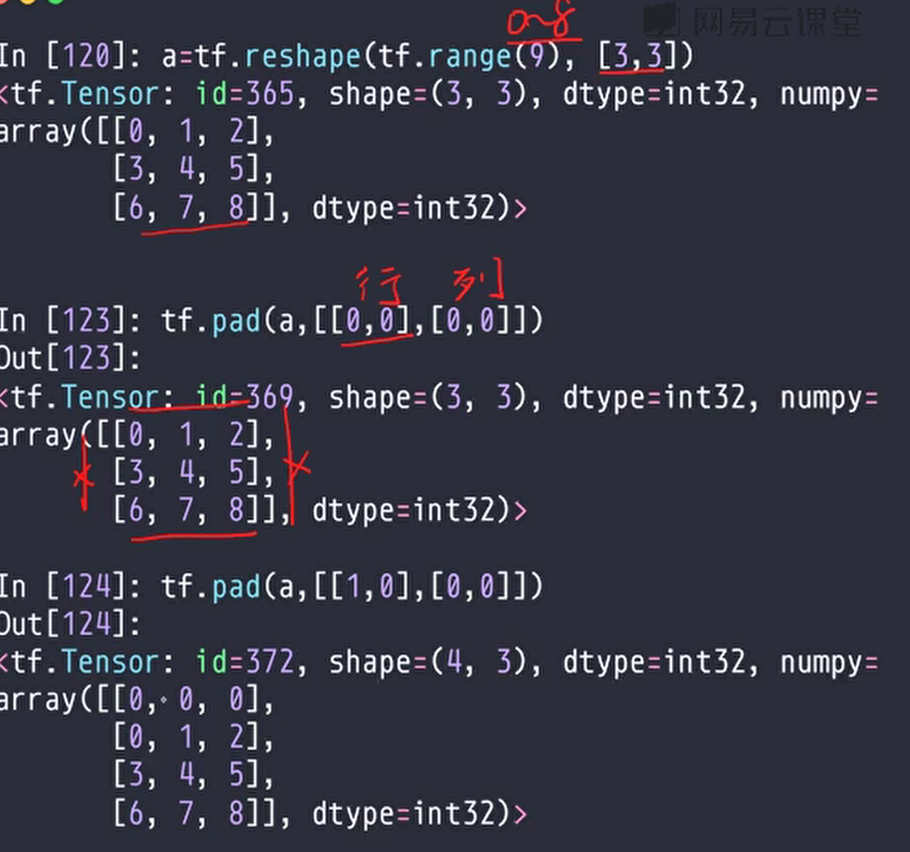 0~8
网易云课堂
In [120]: a=tf.reshape(tf.range(9), [3,3])
<tf.Tensor: id=365, shape=(3, 3), dtype=int32, numpy=
array([[0, 1, 2],
[3, 4, 5],
[6, 7, 8]], dtype=int32)>
行 列
In [123]: tf.pad(a,[[0,0],[0,0]])
Out[123]:
<tf.Tensor: id=369, shape=(3, 3), dtype=int32, numpy=
array([[0, 1, 2],
[3, 4, 5],
[6, 7, 8]], dtype=int32)>
In [124]: tf.pad(a,[[1,0],[0,0]])
Out[124]:
<tf.Tensor: id=372, shape=(4, 3), dtype=int32, numpy=
array([[0, 0, 0],
[0, 1, 2],
[3, 4, 5],
[6, 7, 8]], dtype=int32)>